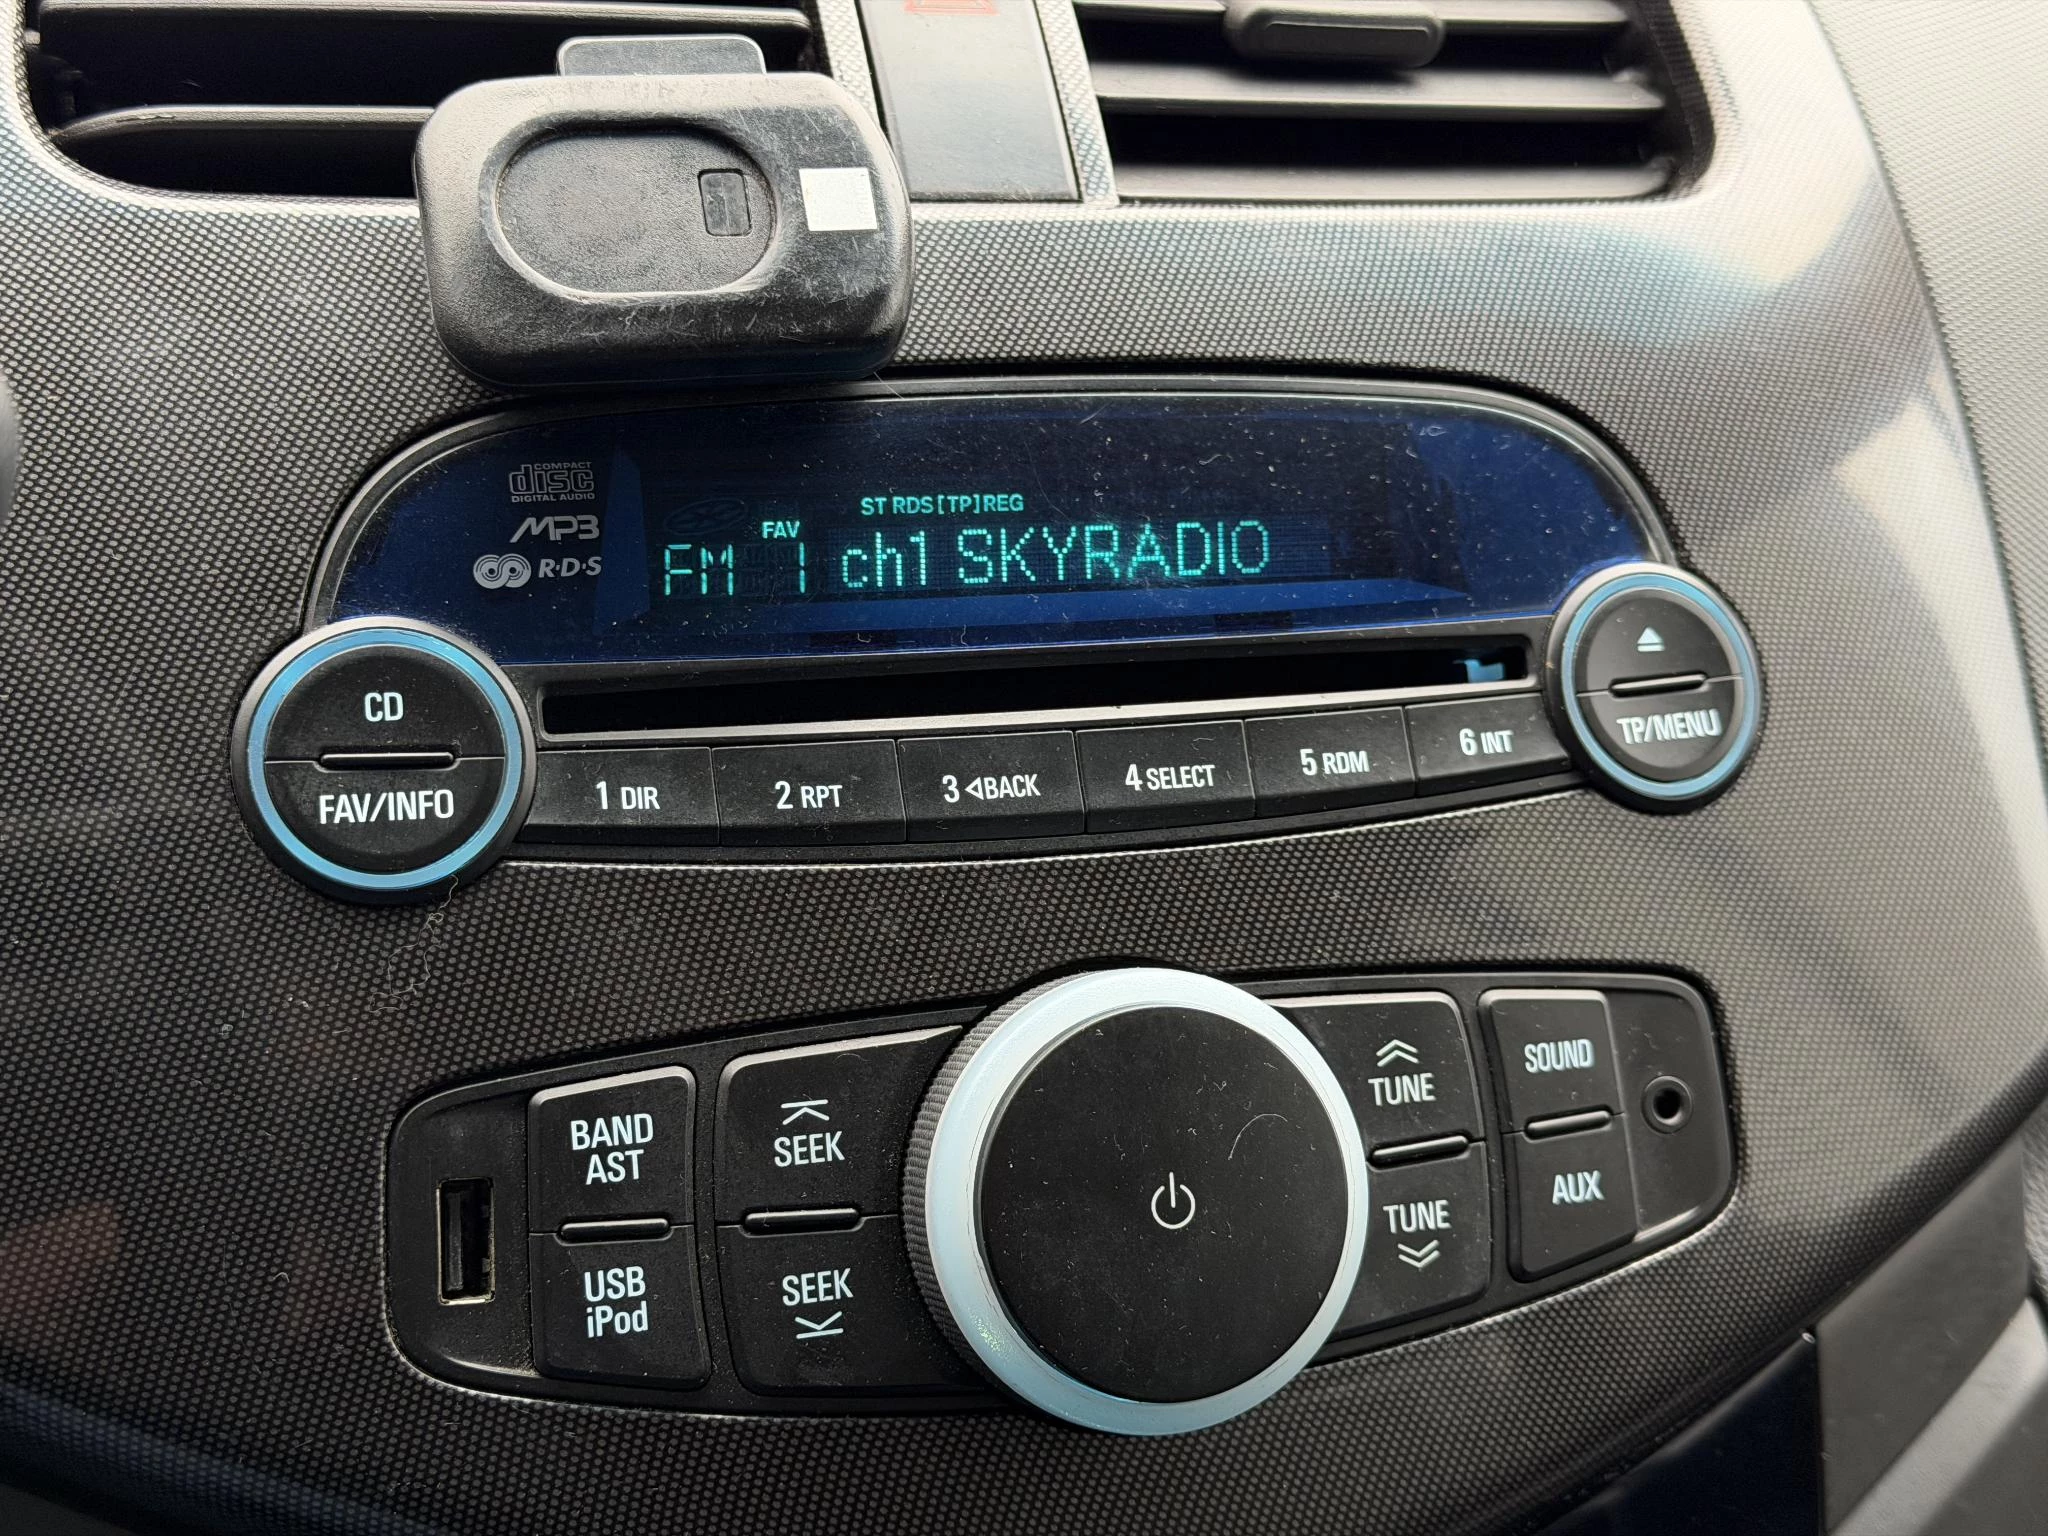 COMPACT
disc
DIGITAL AUDIO
MP3
R·D·S
ST RDS [TP] REG
FAV
FM 1 ch1 SKYRADIO
CD
FAV/INFO
TP/MENU
1 DIR
2 RPT
3 BACK
4 SELECT
5 RDM
6 INT
BAND
AST
USB
iPod
SEEK
SEEK
TUNE
TUNE
SOUND
AUX